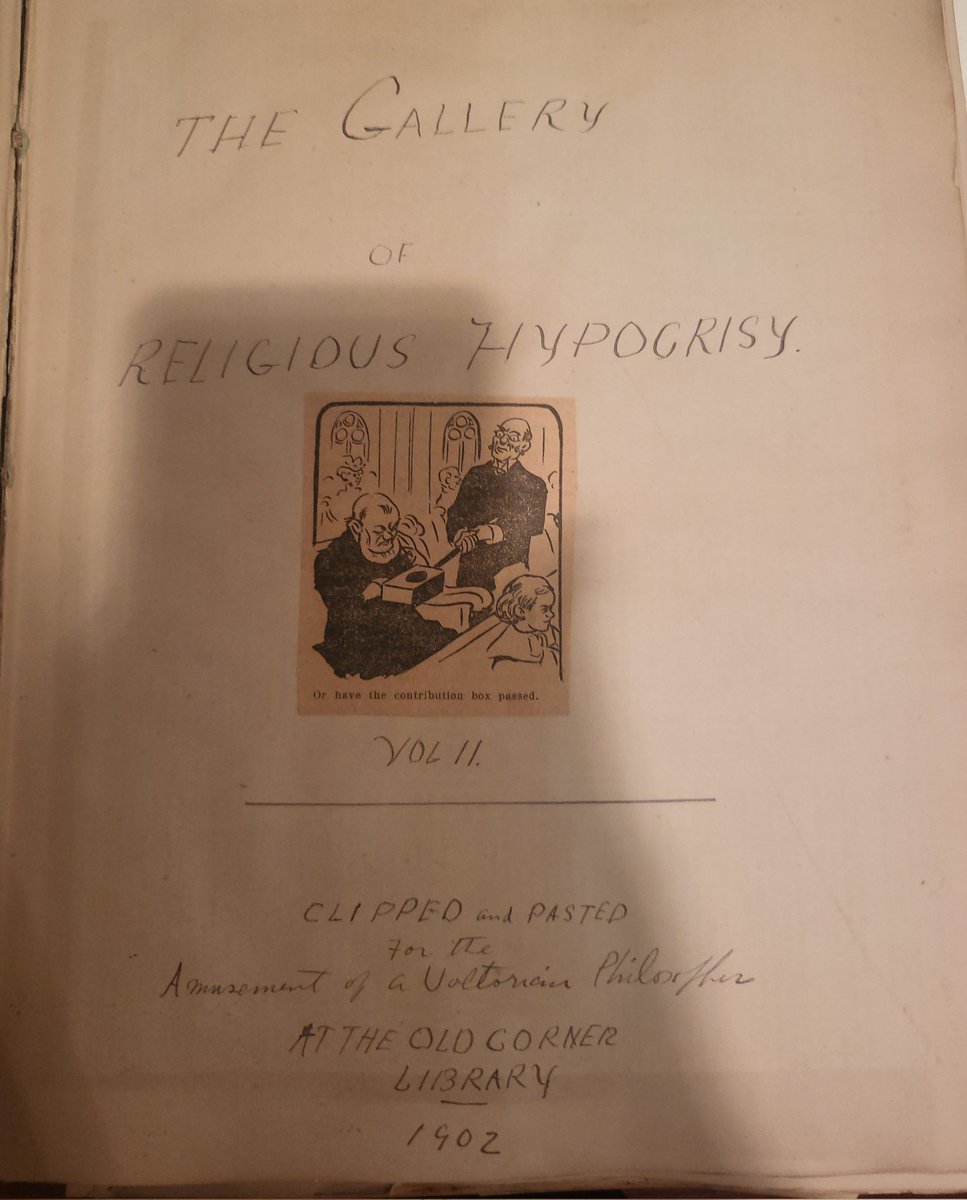 THE GALLERY
OF
RELIGIOUS HYPOCRISY.
Or have the contribution box passed.
VOL II.
CLIPPED and PASTED
For the
Amusement of a Voltorian Philosopher
AT THE OLD CORNER
LIBRARY
1902